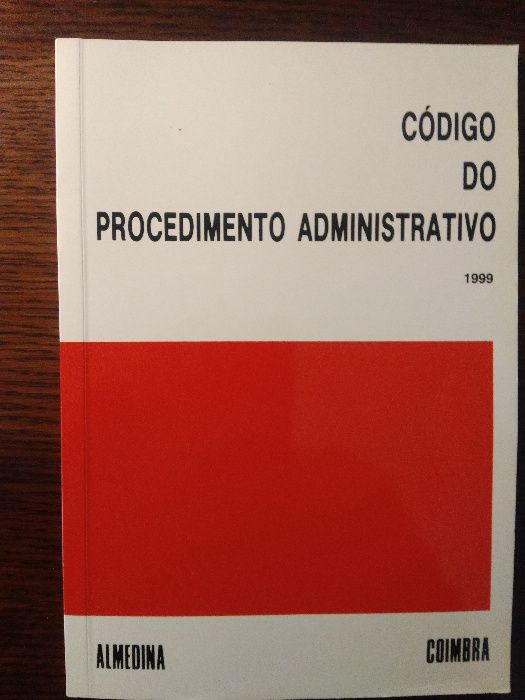 CÓDIGO
DO
PROCEDIMENTO ADMINISTRATIVO
1999
ALMEDINA COIMBRA